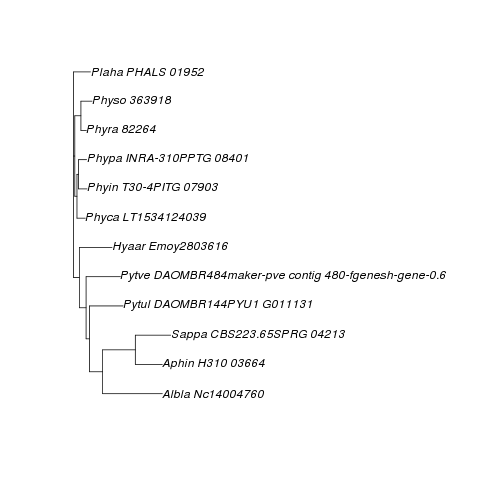 Plaha PHALS 01952
Physo 363918
Phyra 82264
Phypa INRA-310PPTG 08401
Phyin T30-4PITG 07903
Phyca LT1534124039
Hyaar Emoy2803616
Pytve DAOMBR484maker-pve contig 480-fgenesh-gene-0.6
Pytul DAOMBR144PYU1 G011131
Sappa CBS223.65SPRG 04213
Aphin H310 03664
Albla Nc14004760